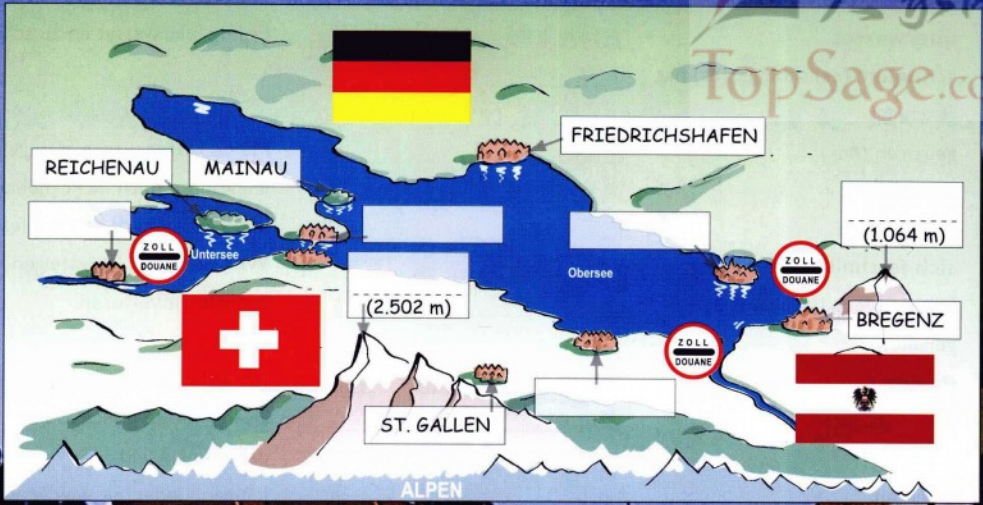 TopSage.co
FRIEDRICHSHAFEN
REICHENAU
MAINAU
(1.064 m)
ZOLL
DOUANE
Untersee
ZOLL
DOUANE
Obersee
(2.502 m)
BREGENZ
ZOLL
DOUANE
ST. GALLEN
ALPEN